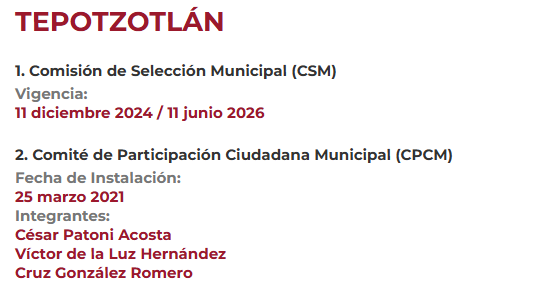 TEPOTZOTLÁN
1. Comisión de Selección Municipal (CSM)
Vigencia:
11 diciembre 2024 / 11 junio 2026
2. Comité de Participación Ciudadana Municipal (CPCM)
Fecha de Instalación:
25 marzo 2021
Integrantes:
César Patoni Acosta
Víctor de la Luz Hernández
Cruz González Romero